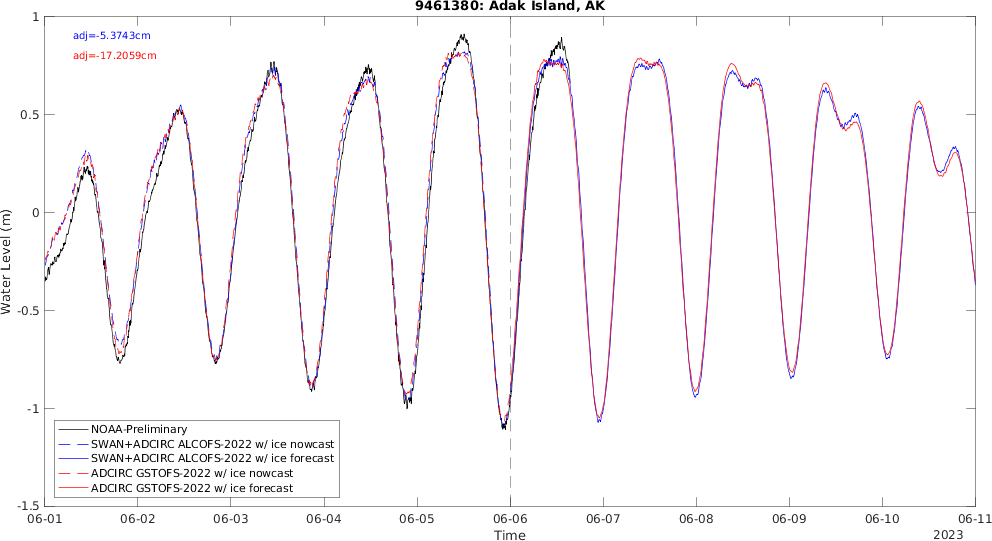 9461380: Adak Island, AK
adj=-5.3743cm
adj=-17.2059cm
1
0.5
0
-0.5
-1
-1.5
Water Level (m)
NOAA-Preliminary
SWAN+ADCIRC ALCOFS-2022 w/ ice nowcast
SWAN+ADCIRC ALCOFS-2022 w/ ice forecast
ADCIRC GSTOFS-2022 w/ ice nowcast
ADCIRC GSTOFS-2022 w/ ice forecast
06-01 06-02 06-03 06-04 06-05 06-06 06-07 06-08 06-09 06-10 06-11
Time
2023